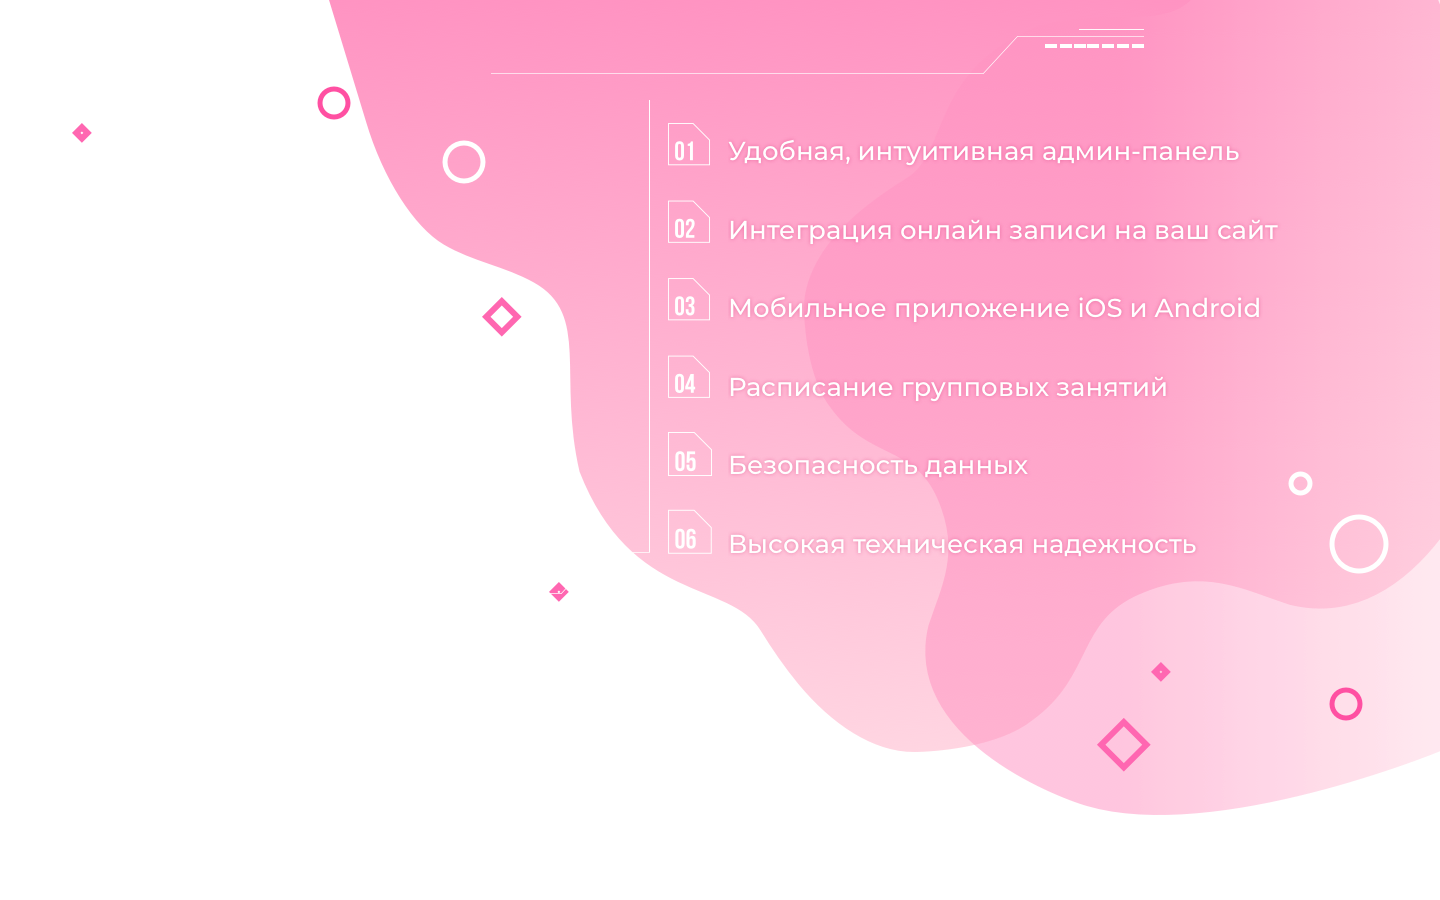 01 Удобная, интуитивная админ-панель
02 Интеграция онлайн записи на ваш сайт
03 Мобильное приложение iOS и Android
04 Расписание групповых занятий
05 Безопасность данных
06 Высокая техническая надежность